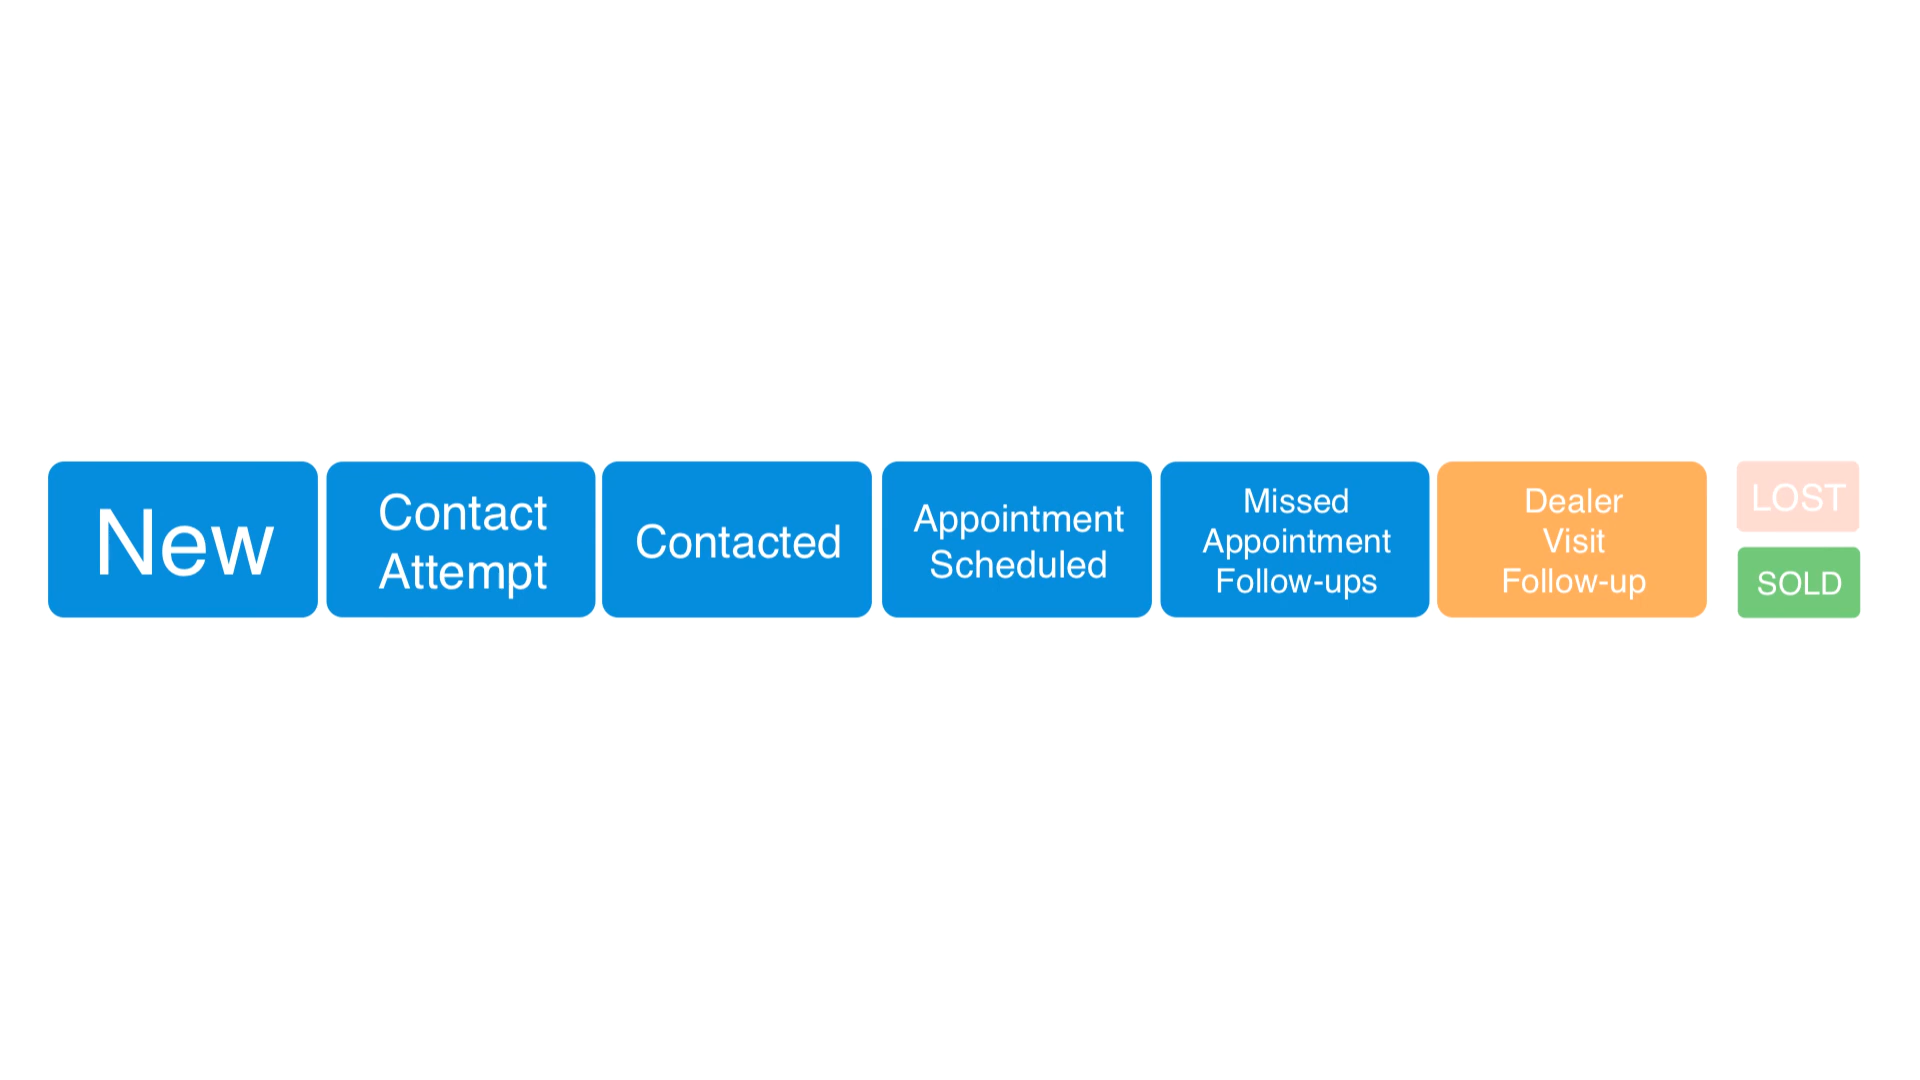 New
Contact
Attempt
Contacted
Appointment
Scheduled
Missed
Appointment
Follow-ups
Dealer
Visit
Follow-up
LOST
SOLD